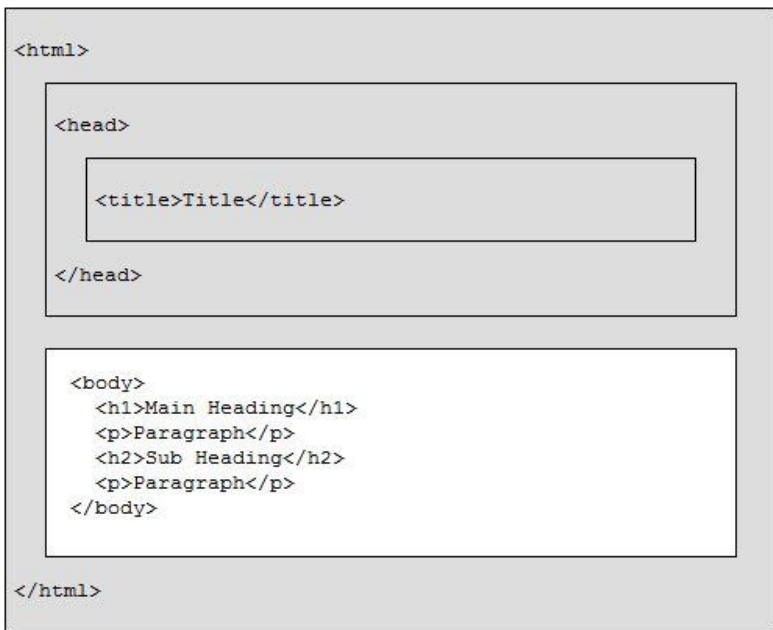 <html>
<head>
<title>Title</title>
</head>
<body>
<h1>Main Heading</h1>
<p>Paragraph</p>
<h2>Sub Heading</h2>
<p>Paragraph</p>
</body>
</html>